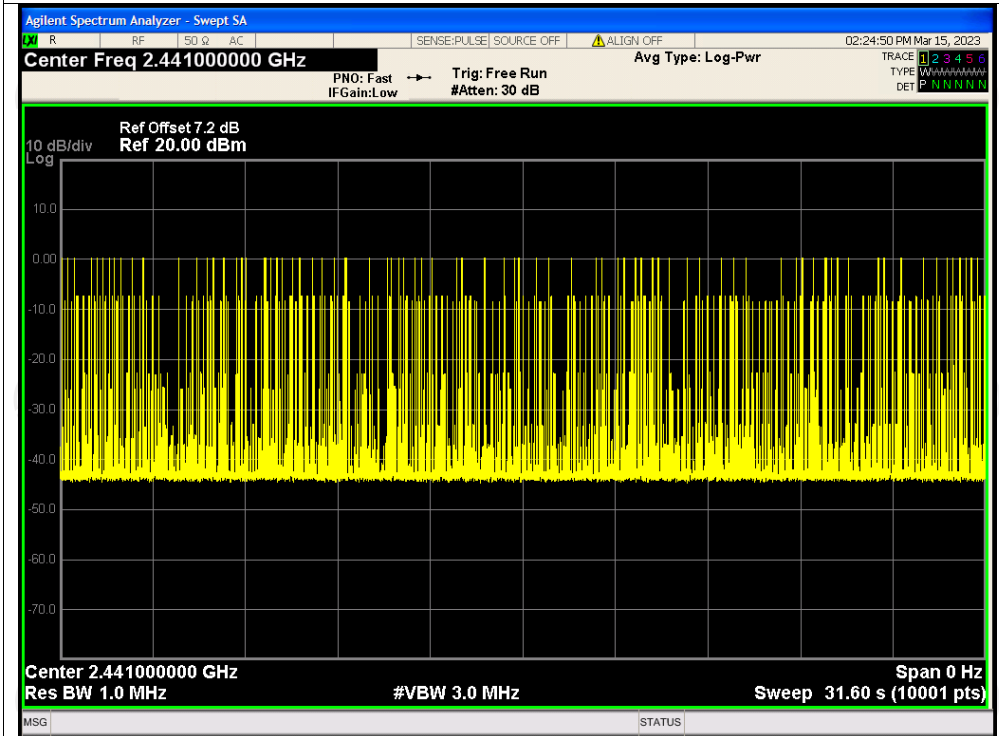 Agilent Spectrum Analyzer - Swept SA
LXI R RF 50 Ω AC SENSE:PULSE SOURCE OFF ALIGN OFF 02:24:50 PM Mar 15, 2023
Center Freq 2.441000000 GHz Avg Type: Log-Pwr TRACE 1 2 3 4 5 6
PNO: Fast Trig: Free Run TYPE W
IFGain:Low #Atten: 30 dB DET P N N N N N
Ref Offset 7.2 dB
10 dB/div Ref 20.00 dBm
Log
10.0
0.00
-10.0
-20.0
-30.0
-40.0
-50.0
-60.0
-70.0
Center 2.441000000 GHz Span 0 Hz
Res BW 1.0 MHz #VBW 3.0 MHz Sweep 31.60 s (10001 pts)
MSG STATUS